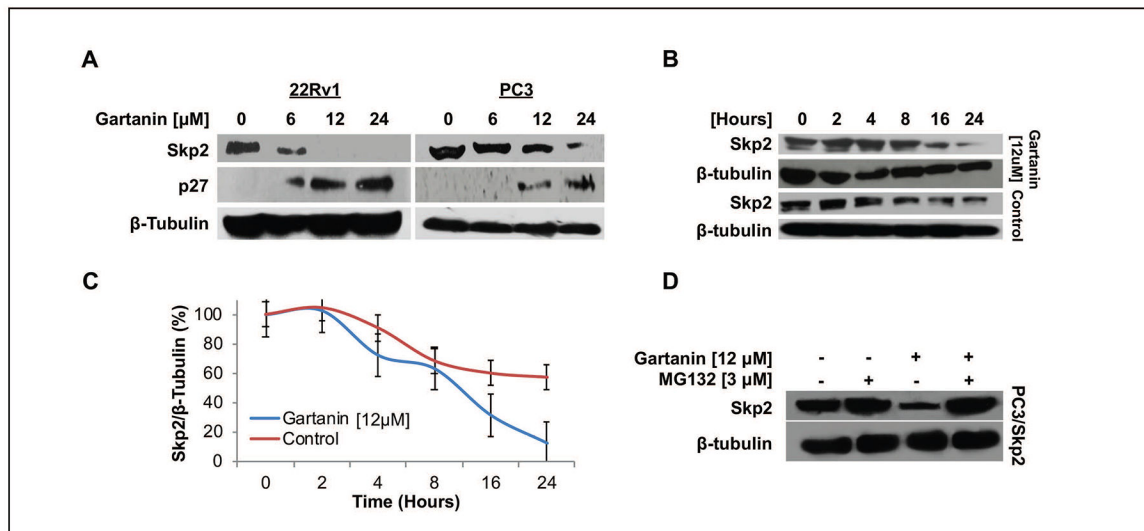 A
22Rv1 PC3
Gartanin [µM] 0 6 12 24 0 6 12 24
Skp2
p27
β-Tubulin
B
[Hours] 0 2 4 8 16 24
Skp2
β-tubulin
Skp2
β-tubulin
Gartanin
[12uM]
Control
C
Skp2/β-Tubulin (%)
100
80
60
40
20
0
Gartanin [12µM]
Control
0 2 4 8 16 24
Time (Hours)
D
Gartanin [12 µM] - - + +
MG132 [3 µM] - + - +
Skp2
β-tubulin
PC3/Skp2